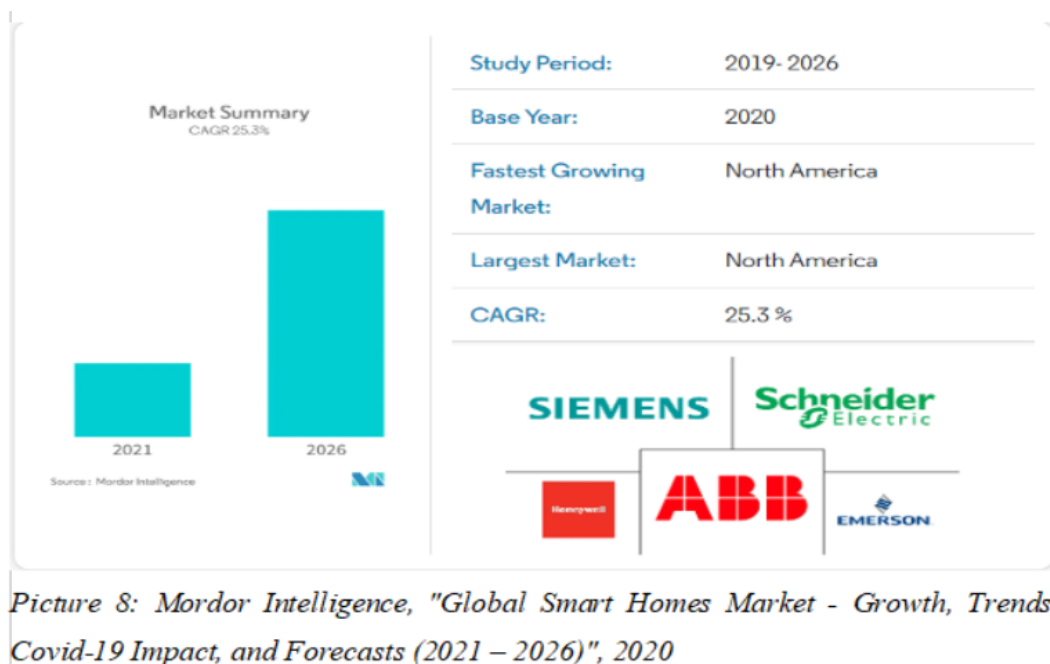 Market Summary
CAGR 25.3%
2021
2026
Source : Mordor Intelligence
Study Period: 2019- 2026
Base Year: 2020
Fastest Growing North America
Market:
Largest Market: North America
CAGR: 25.3 %
SIEMENS
Schneider
Electric
Honeywell
ABB
EMERSON
Picture 8: Mordor Intelligence, "Global Smart Homes Market - Growth, Trends
Covid-19 Impact, and Forecasts (2021 – 2026)", 2020